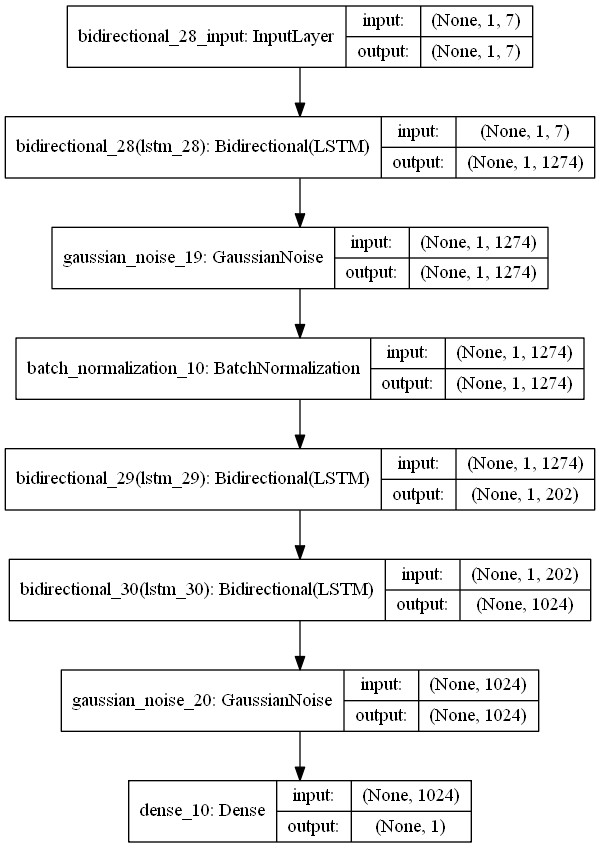 bidirectional_28_input: InputLayer
input: (None, 1, 7)
output: (None, 1, 7)
bidirectional_28(lstm_28): Bidirectional(LSTM)
input: (None, 1, 7)
output: (None, 1, 1274)
gaussian_noise_19: GaussianNoise
input: (None, 1, 1274)
output: (None, 1, 1274)
batch_normalization_10: BatchNormalization
input: (None, 1, 1274)
output: (None, 1, 1274)
bidirectional_29(lstm_29): Bidirectional(LSTM)
input: (None, 1, 1274)
output: (None, 1, 202)
bidirectional_30(lstm_30): Bidirectional(LSTM)
input: (None, 1, 202)
output: (None, 1024)
gaussian_noise_20: GaussianNoise
input: (None, 1024)
output: (None, 1024)
dense_10: Dense
input: (None, 1024)
output: (None, 1)